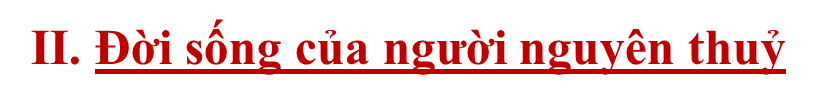 II. Đời sống của người nguyên thuỷ